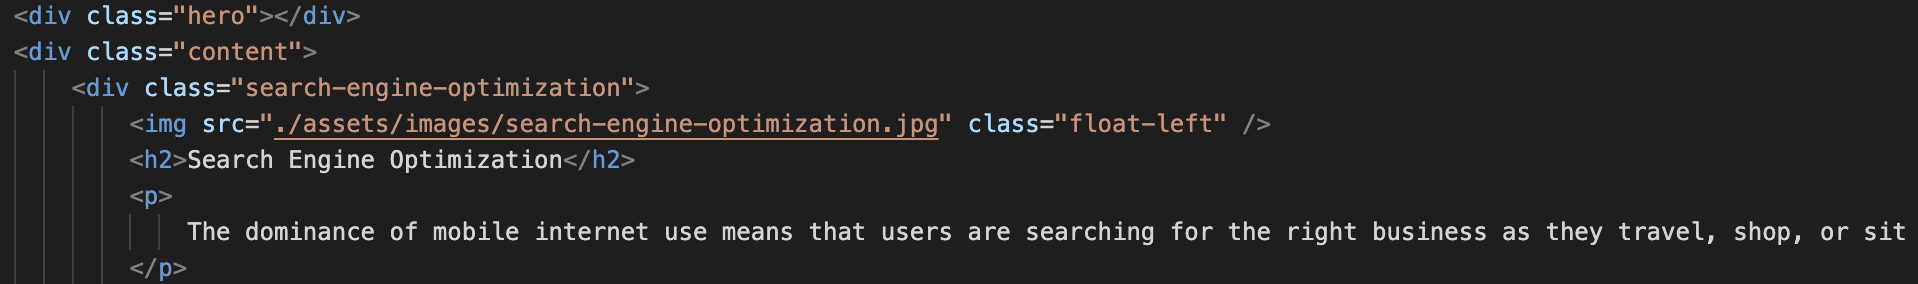 <div class="hero"></div>
<div class="content">
<div class="search-engine-optimization">
<img src="./assets/images/search-engine-optimization.jpg" class="float-left" />
<h2>Search Engine Optimization</h2>
<p>
The dominance of mobile internet use means that users are searching for the right business as they travel, shop, or sit
</p>